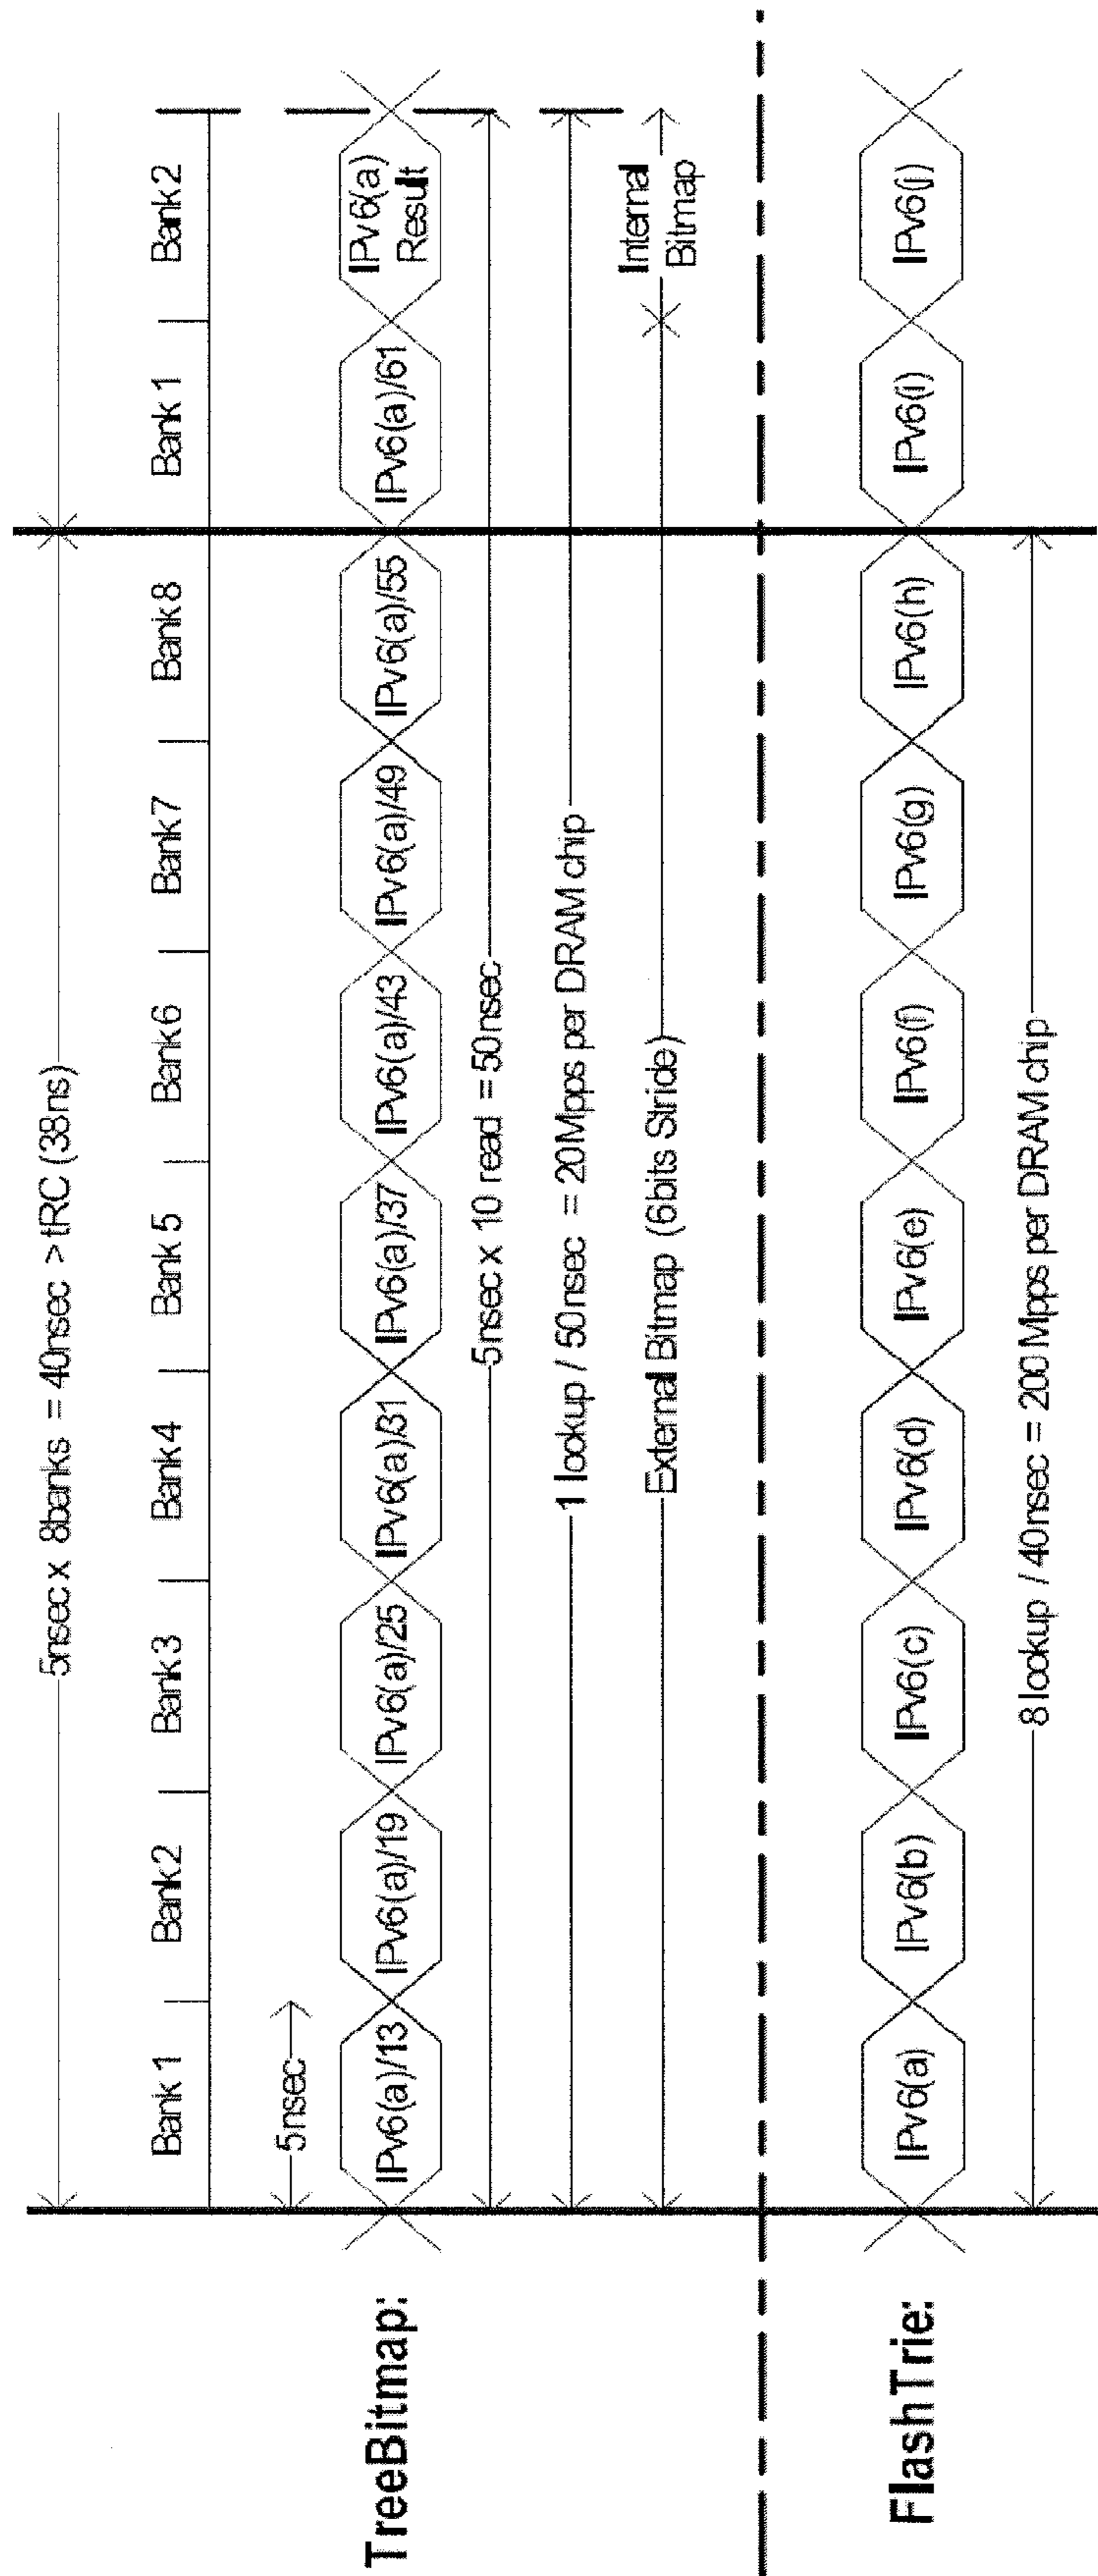 5nsec x 8banks = 40nsec > tRC (38ns)
Bank 1 Bank 2 Bank 3 Bank 4 Bank 5 Bank 6 Bank 7 Bank 8 Bank 1 Bank 2
5nsec
TreeBitmap:
IPv6(a)/13 IPv6(a)/19 IPv6(a)/25 IPv6(a)/31 IPv6(a)/37 IPv6(a)/43 IPv6(a)/49 IPv6(a)/55 IPv6(a)/61 IPv6(a) Result
5nsec x 10 read = 50nsec
1 lookup / 50nsec = 20Mpps per DRAM chip
External Bitmap (6bits Stride)
Internal
Bitmap
FlashTrie:
IPv6(a) IPv6(b) IPv6(c) IPv6(d) IPv6(e) IPv6(f) IPv6(g) IPv6(h) IPv6(i) IPv6(j)
8 lookup / 40nsec = 200 Mpps per DRAM chip